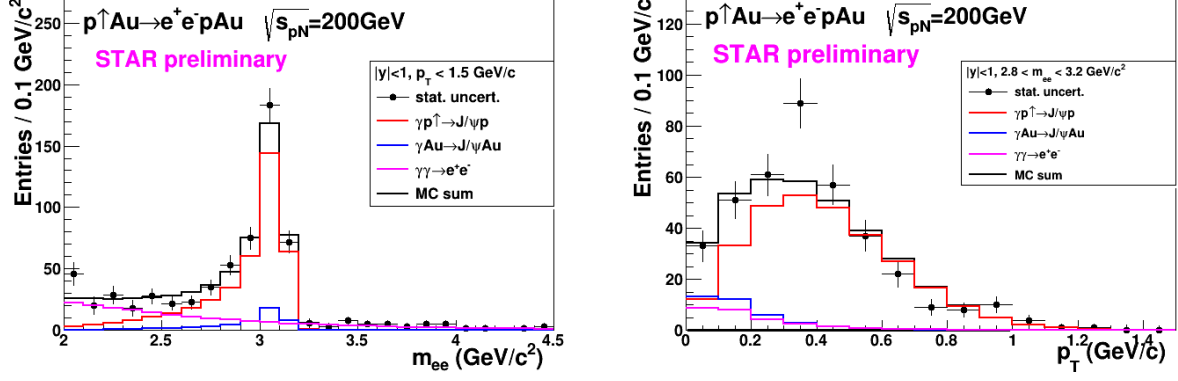 p↑Au→e⁺e⁻pAu √s_pN=200GeV
STAR preliminary
|y|<1, p_T < 1.5 GeV/c
stat. uncert.
γp↑→J/ψp
γAu→J/ψAu
γγ→e⁺e⁻
MC sum
Entries / 0.1 GeV/c²
250
200
150
100
50
0
2 2.5 3 3.5 4 4.5
m_ee (GeV/c²)
p↑Au→e⁺e⁻pAu √s_pN=200GeV
STAR preliminary
|y|<1, 2.8 < m_ee < 3.2 GeV/c²
stat. uncert.
γp↑→J/ψp
γAu→J/ψAu
γγ→e⁺e⁻
MC sum
Entries / 0.1 GeV/c
120
100
80
60
40
20
0
0 0.2 0.4 0.6 0.8 1 1.2 1.4
p_T (GeV/c)